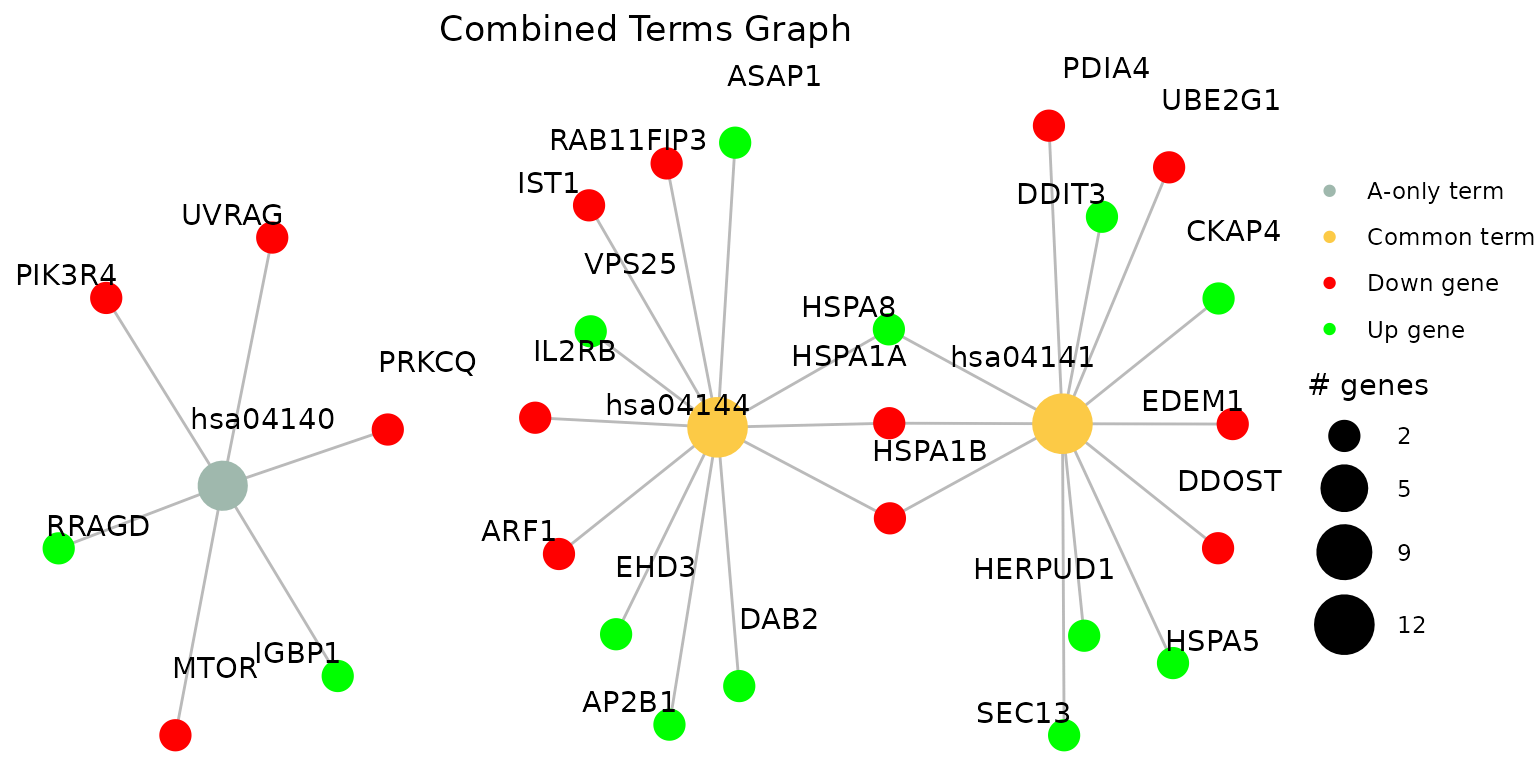 Combined Terms Graph
ASAP1
PDIA4
UBE2G1
RAB11FIP3
IST1
DDIT3
UVRAG
CKAP4
VPS25
PIK3R4
HSPA8
IL2RB
HSPA1A
hsa04141
PRKCQ
hsa04144
EDEM1
hsa04140
HSPA1B
DDOST
RRAGD
ARF1
EHD3
HERPUD1
DAB2
HSPA5
IGBP1
MTOR
AP2B1
SEC13
A-only term
Common term
Down gene
Up gene
# genes
2
5
9
12